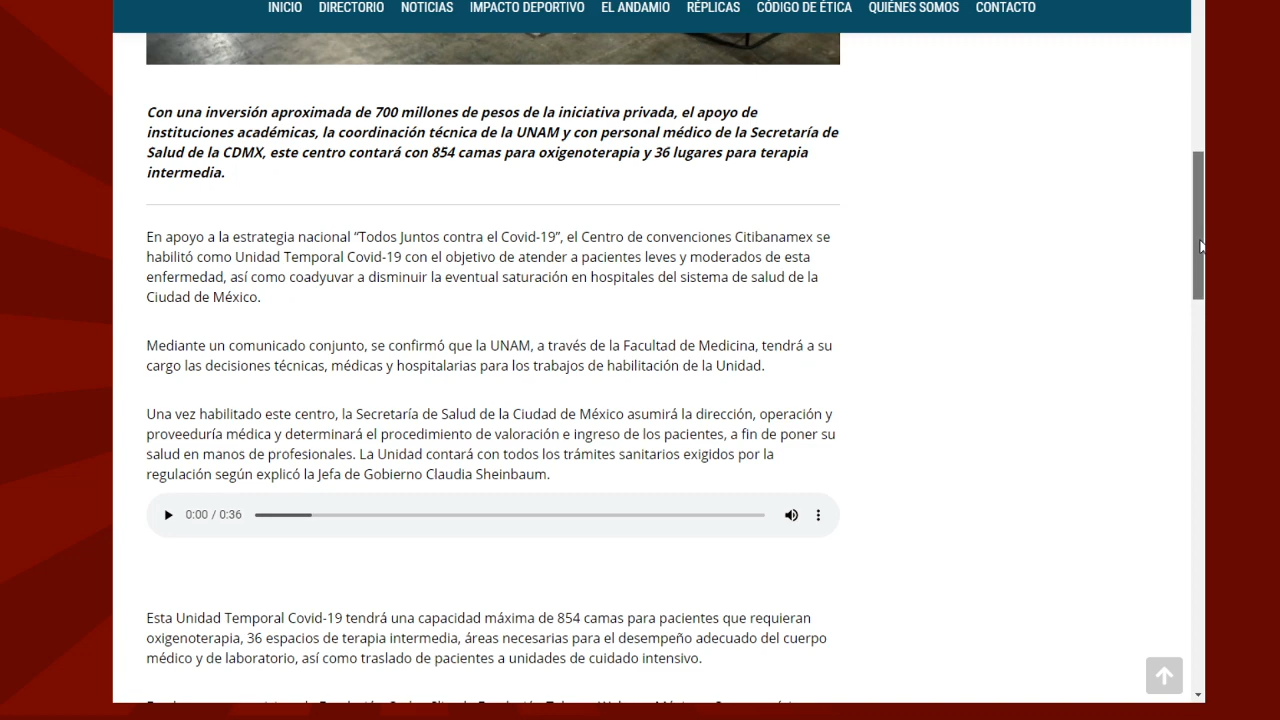 INICIO DIRECTORIO NOTICIAS IMPACTO DEPORTIVO EL ANDAMIO RÉPLICAS CÓDIGO DE ÉTICA QUIÉNES SOMOS CONTACTO
Con una inversión aproximada de 700 millones de pesos de la iniciativa privada, el apoyo de
instituciones académicas, la coordinación técnica de la UNAM y con personal médico de la Secretaría de
Salud de la CDMX, este centro contará con 854 camas para oxigenoterapia y 36 lugares para terapia
intermedia.
En apoyo a la estrategia nacional “Todos Juntos contra el Covid-19”, el Centro de convenciones Citibanamex se
habilitó como Unidad Temporal Covid-19 con el objetivo de atender a pacientes leves y moderados de esta
enfermedad, así como coadyuvar a disminuir la eventual saturación en hospitales del sistema de salud de la
Ciudad de México.
Mediante un comunicado conjunto, se confirmó que la UNAM, a través de la Facultad de Medicina, tendrá a su
cargo las decisiones técnicas, médicas y hospitalarias para los trabajos de habilitación de la Unidad.
Una vez habilitado este centro, la Secretaría de Salud de la Ciudad de México asumirá la dirección, operación y
proveeduría médica y determinará el procedimiento de valoración e ingreso de los pacientes, a fin de poner su
salud en manos de profesionales. La Unidad contará con todos los trámites sanitarios exigidos por la
regulación según explicó la Jefa de Gobierno Claudia Sheinbaum.
0:00 / 0:36
Esta Unidad Temporal Covid-19 tendrá una capacidad máxima de 854 camas para pacientes que requieran
oxigenoterapia, 36 espacios de terapia intermedia, áreas necesarias para el desempeño adecuado del cuerpo
médico y de laboratorio, así como traslado de pacientes a unidades de cuidado intensivo.